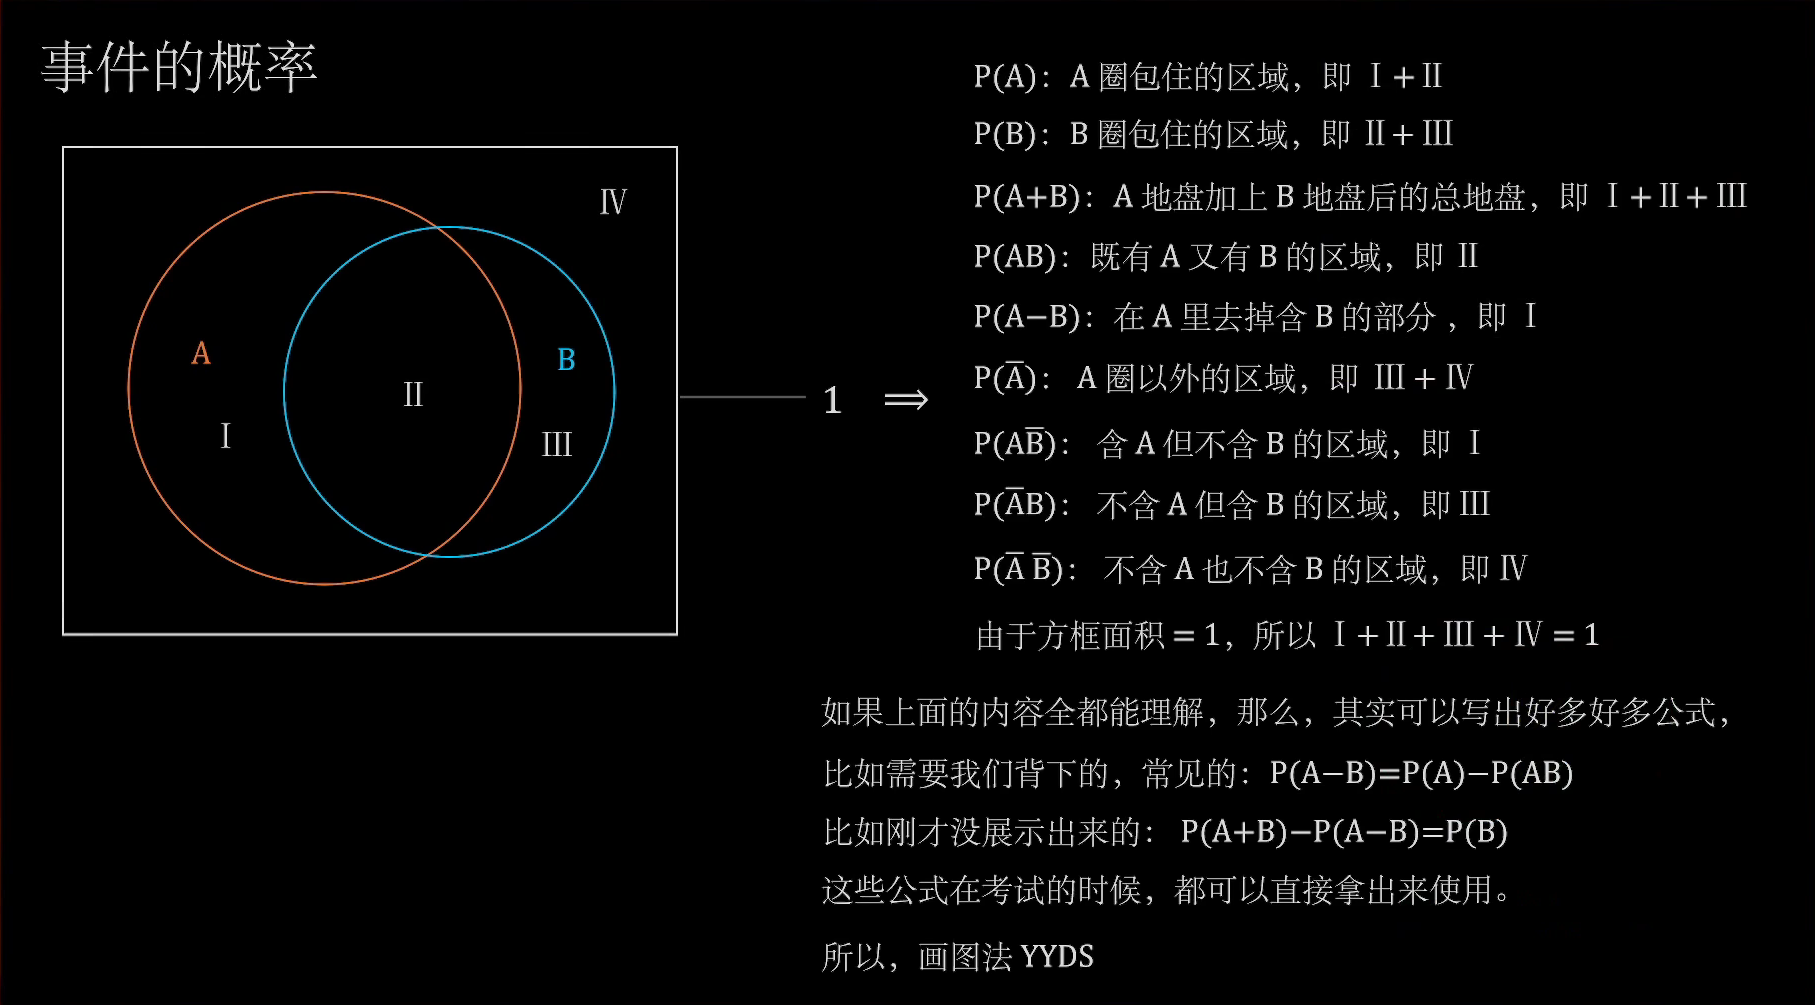 事件的概率
Ⅳ
A
B
Ⅱ
Ⅰ
Ⅲ
1 ⇒
P(A)：A 圈包住的区域，即 Ⅰ+Ⅱ
P(B)：B 圈包住的区域，即 Ⅱ+Ⅲ
P(A+B)：A 地盘加上 B 地盘后的总地盘，即 Ⅰ+Ⅱ+Ⅲ
P(AB)：既有 A 又有 B 的区域，即 Ⅱ
P(A−B)：在 A 里去掉含 B 的部分，即 Ⅰ
P(A̅)：A 圈以外的区域，即 Ⅲ+Ⅳ
P(AB̅)：含 A 但不含 B 的区域，即 Ⅰ
P(A̅B)：不含 A 但含 B 的区域，即 Ⅲ
P(A̅ B̅)：不含 A 也不含 B 的区域，即 Ⅳ
由于方框面积=1，所以 Ⅰ+Ⅱ+Ⅲ+Ⅳ=1
如果上面的内容全都能理解，那么，其实可以写出好多好多公式，
比如需要我们背下的，常见的：P(A−B)=P(A)−P(AB)
比如刚才没展示出来的：P(A+B)−P(A−B)=P(B)
这些公式在考试的时候，都可以直接拿出来使用。
所以，画图法 YYDS